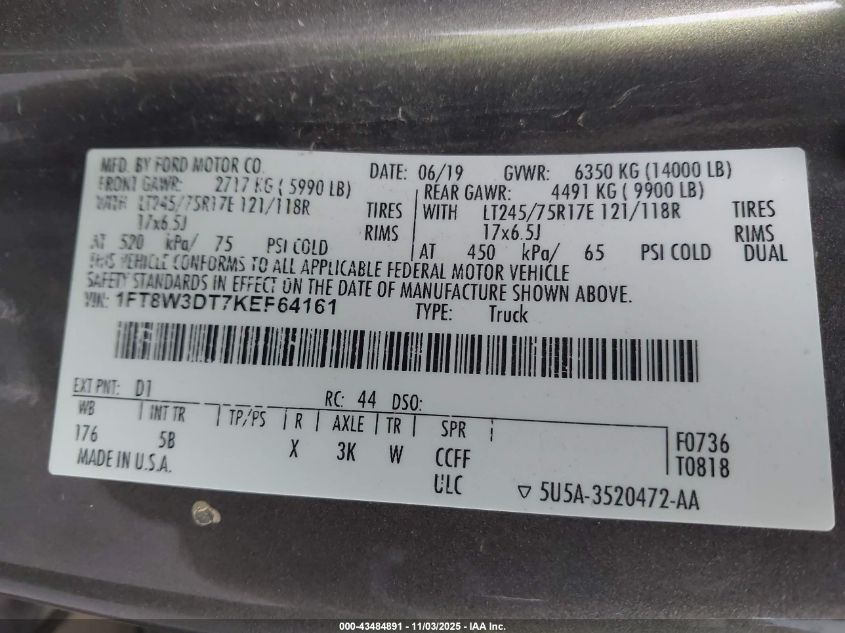 MFD. BY FORD MOTOR CO. DATE: 06/19 GVWR: 6350 KG (14000 LB)
FRONT GAWR: 2717 KG ( 5990 LB) REAR GAWR: 4491 KG ( 9900 LB)
WITH LT245/75R17E 121/118R TIRES WITH LT245/75R17E 121/118R TIRES
17x6.5J RIMS 17x6.5J RIMS
AT 520 kPa/ 75 PSI COLD AT 450 kPa/ 65 PSI COLD DUAL
THIS VEHICLE CONFORMS TO ALL APPLICABLE FEDERAL MOTOR VEHICLE
SAFETY STANDARDS IN EFFECT ON THE DATE OF MANUFACTURE SHOWN ABOVE.
VIN: 1FT8W3DT7KEF64161 TYPE: Truck
EXT PNT: D1 RC: 44 DSO:
WB INT TR TP/PS R AXLE TR SPR
176 5B X 3K W CCFF F0736
MADE IN U.S.A. ULC T0818
5U5A-3520472-AA
000-43484891 - 11/03/2025 - IAA Inc.